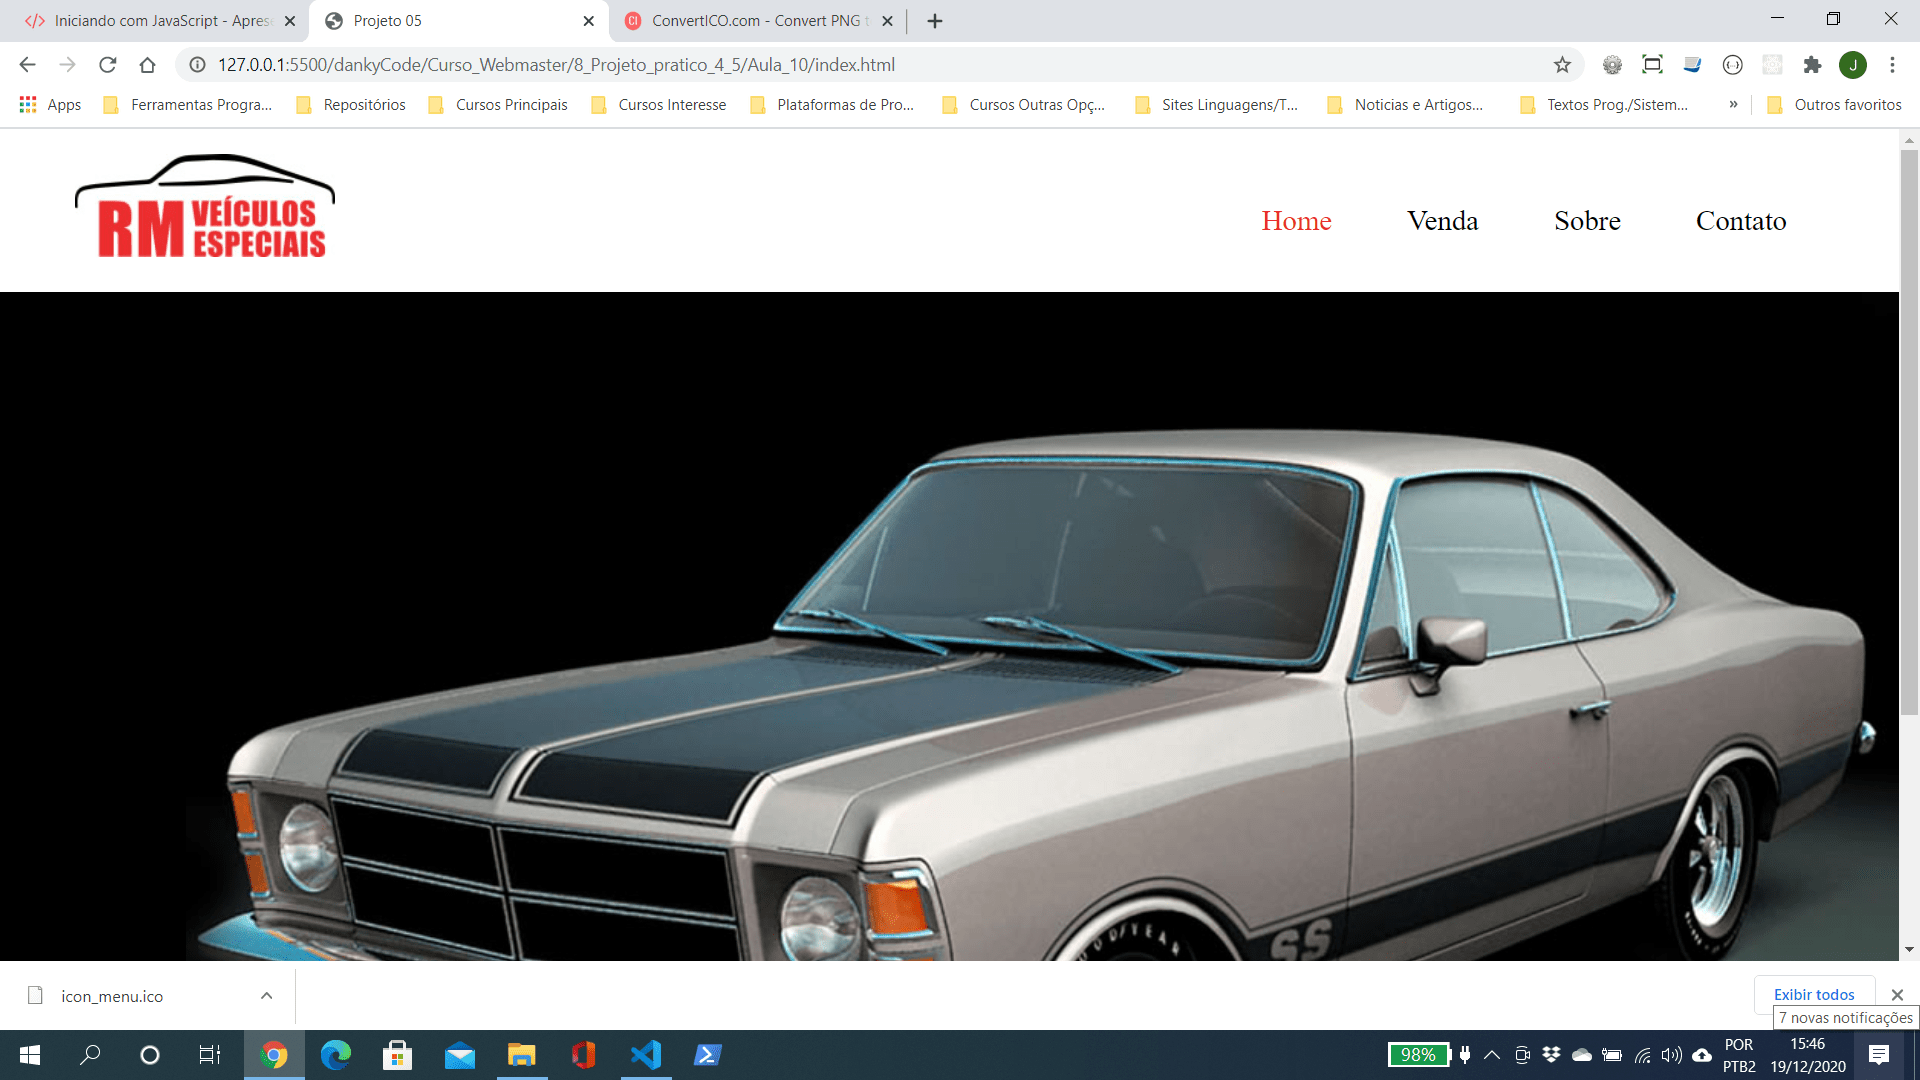 Iniciando com JavaScript - Apres
Projeto 05
ConvertICO.com - Convert PNG t
127.0.0.1:5500/dankyCode/Curso_Webmaster/8_Projeto_pratico_4_5/Aula_10/index.html
J
Apps
Ferramentas Progra...
Repositórios
Cursos Principais
Cursos Interesse
Plataformas de Pro...
Cursos Outras Opç...
Sites Linguagens/T...
Noticias e Artigos...
Textos Prog./Sistem...
»
Outros favoritos
RM VEÍCULOS
ESPECIAIS
Home
Venda
Sobre
Contato
SS
icon_menu.ico
Exibir todos
7 novas notificações
98%
POR
PTB2
15:46
19/12/2020